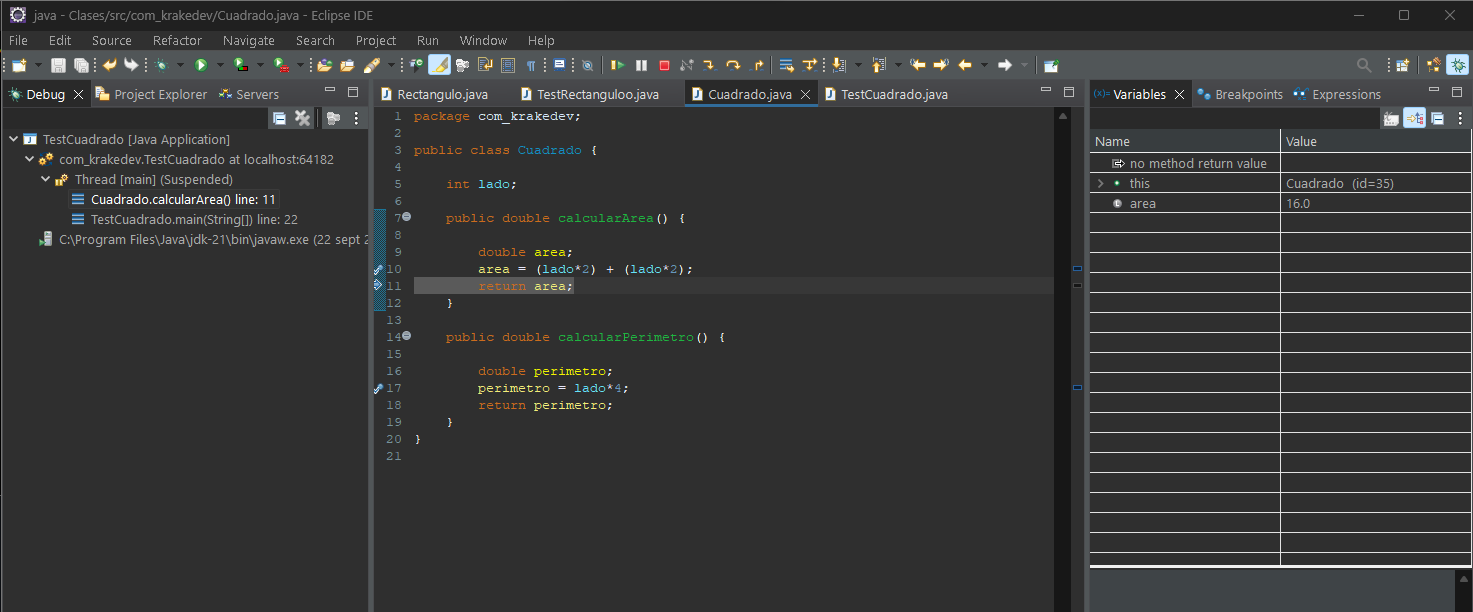 java - Clases/src/com_krakedev/Cuadrado.java - Eclipse IDE
File Edit Source Refactor Navigate Search Project Run Window Help
Debug Project Explorer Servers
TestCuadrado [Java Application]
com_krakedev.TestCuadrado at localhost:64182
Thread [main] (Suspended)
Cuadrado.calcularArea() line: 11
TestCuadrado.main(String[]) line: 22
C:\Program Files\Java\jdk-21\bin\javaw.exe (22 sept 2
Rectangulo.java TestRectanguloo.java Cuadrado.java TestCuadrado.java
1 package com_krakedev;
2
3 public class Cuadrado {
4
5 int lado;
6
7 public double calcularArea() {
8
9 double area;
10 area = (lado*2) + (lado*2);
11 return area;
12 }
13
14 public double calcularPerimetro() {
15
16 double perimetro;
17 perimetro = lado*4;
18 return perimetro;
19 }
20 }
21
(x)= Variables Breakpoints Expressions
Name Value
no method return value
this Cuadrado (id=35)
area 16.0